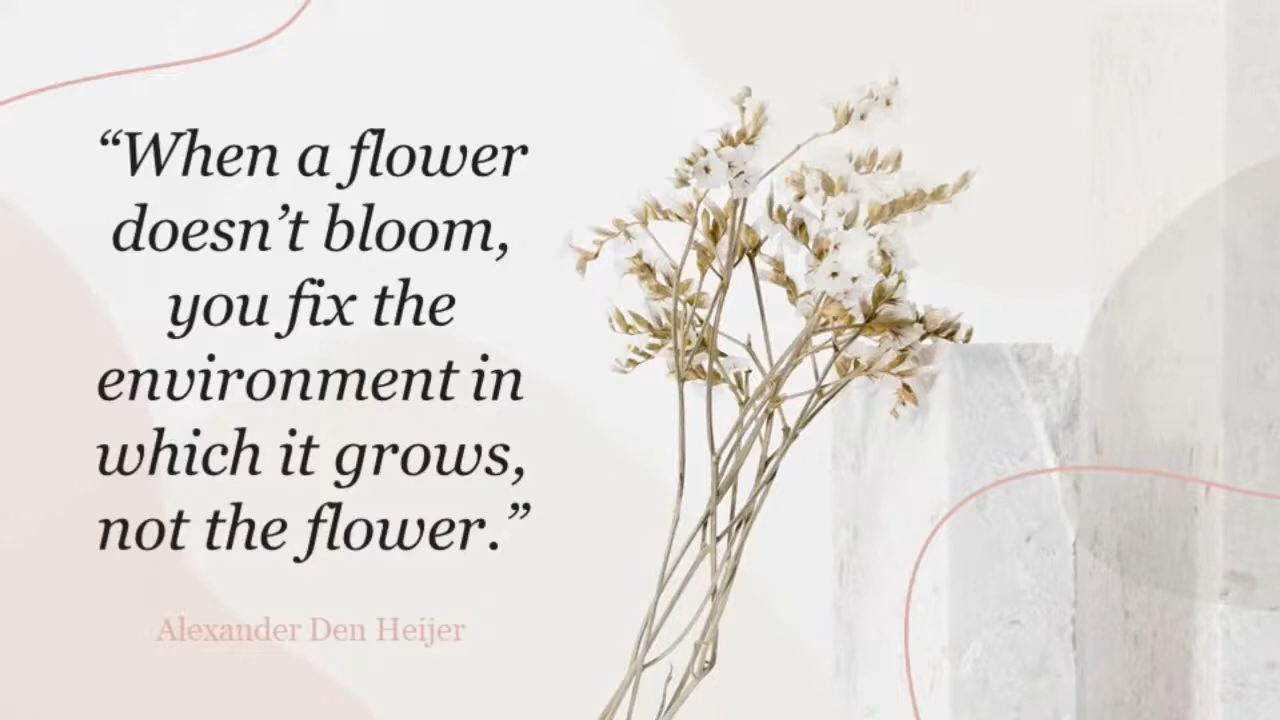 “When a flower
doesn’t bloom,
you fix the
environment in
which it grows,
not the flower.”
Alexander Den Heijer